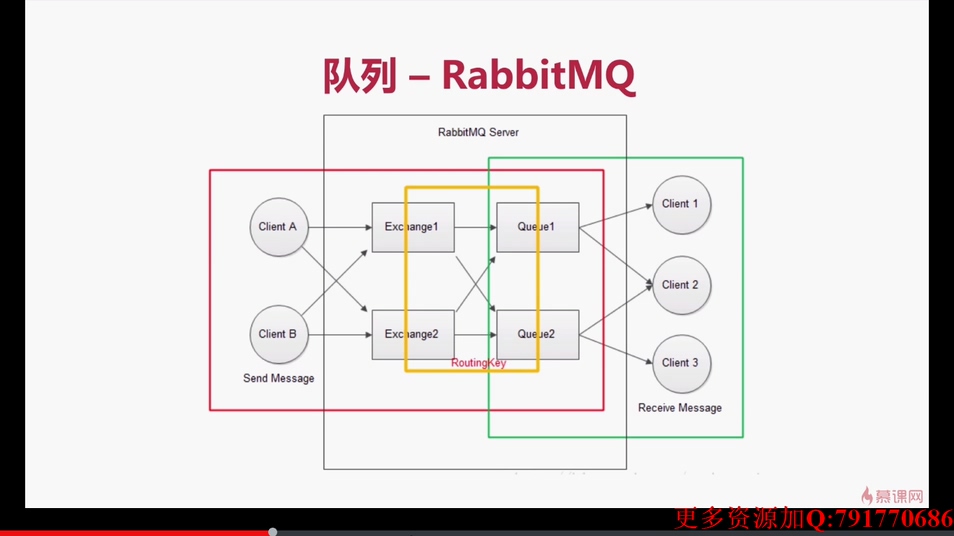 队列 – RabbitMQ
RabbitMQ Server
Client A
Exchange1
Queue1
Client 1
Client 2
Client B
Exchange2
Queue2
Client 3
RoutingKey
Send Message
Receive Message
慕课网
更多资源加Q:791770686